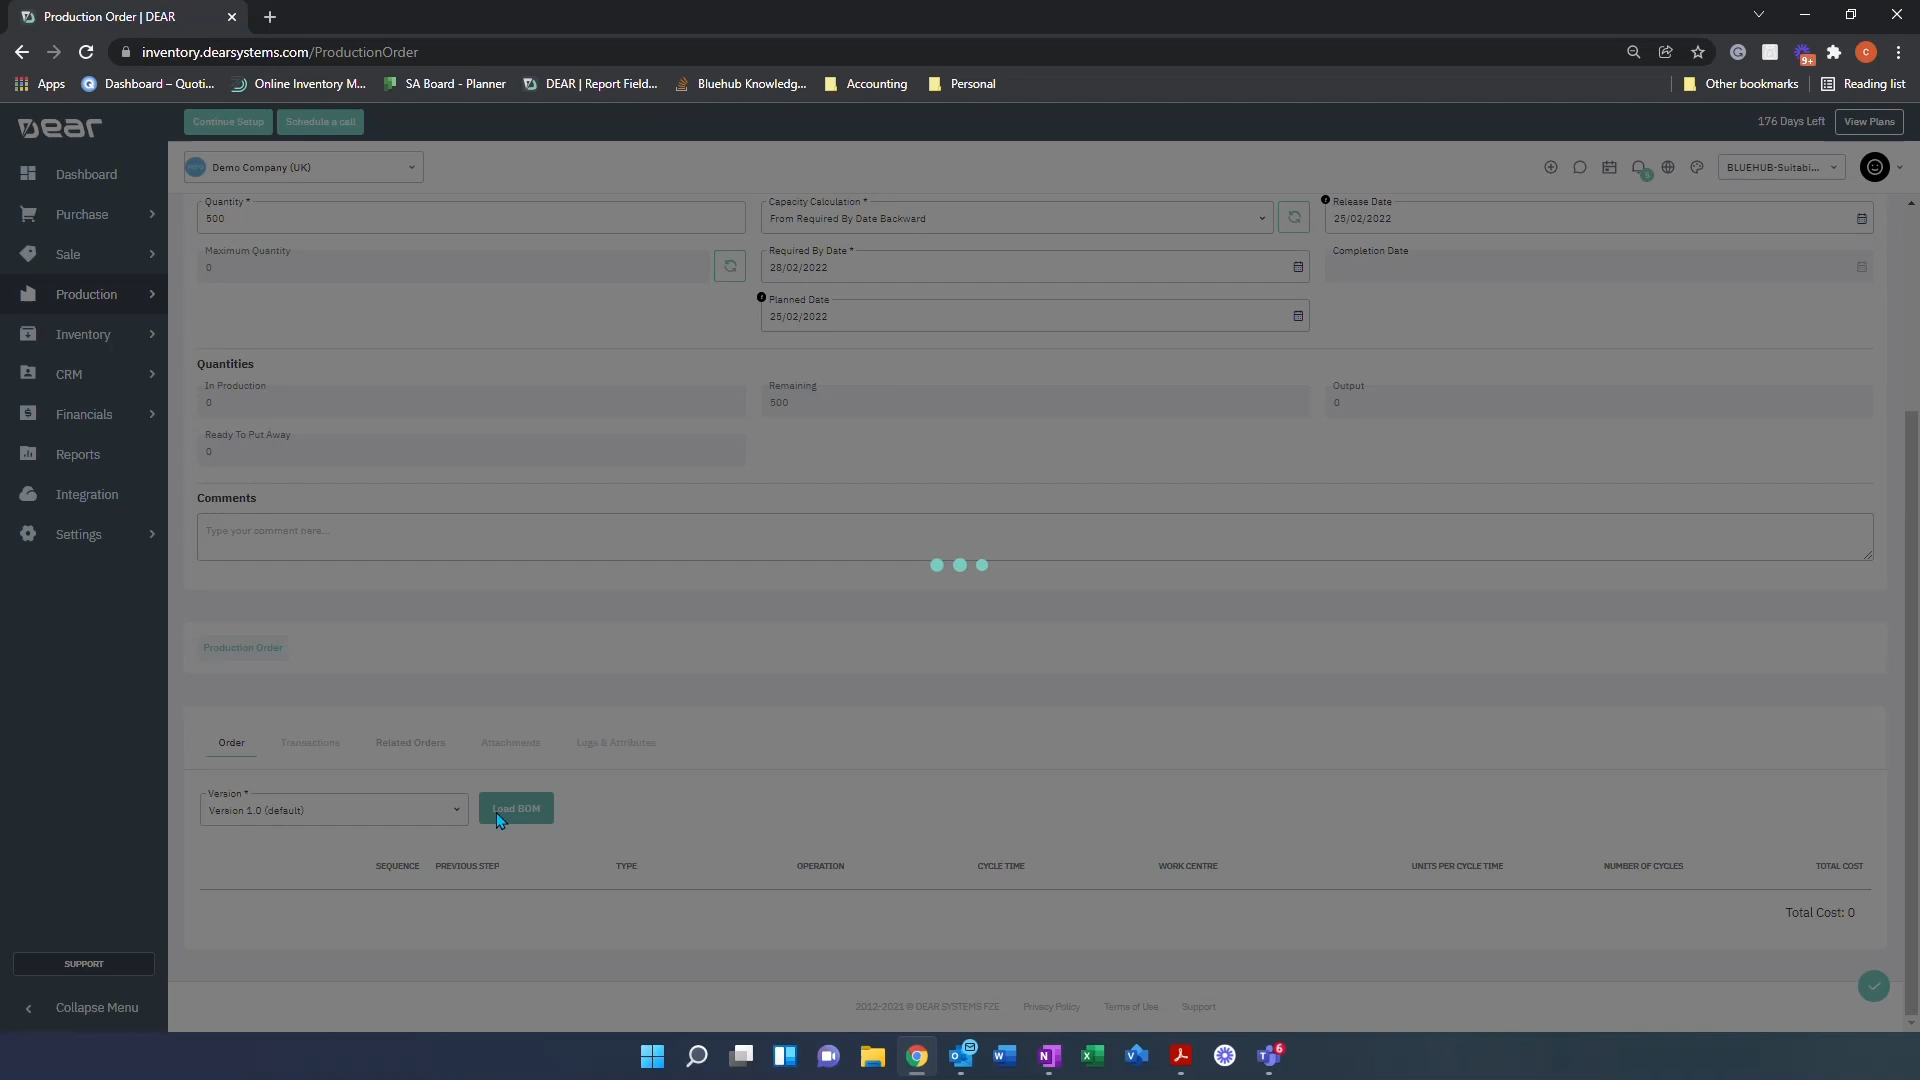 Production Order | DEAR
inventory.dearsystems.com/ProductionOrder
9+
C
Apps
Dashboard – Quoti...
Online Inventory M...
SA Board - Planner
DEAR | Report Field...
Bluehub Knowledg...
Accounting
Personal
Other bookmarks
Reading list
Dear
Continue Setup
Schedule a call
176 Days Left
View Plans
Demo Company (UK)
5
BLUEHUB-Suitabi...
Dashboard
Purchase
Sale
Production
Inventory
CRM
Financials
Reports
Integration
Settings
SUPPORT
Collapse Menu
Quantity *
500
Capacity Calculation *
From Required By Date Backward
Release Date
25/02/2022
Maximum Quantity
0
Required By Date *
28/02/2022
Completion Date
Planned Date
25/02/2022
Quantities
In Production
0
Remaining
500
Output
0
Ready To Put Away
0
Comments
Type your comment here...
Production Order
Order
Transactions
Related Orders
Attachments
Logs & Attributes
Version *
Version 1.0 (default)
Load BOM
SEQUENCE
PREVIOUS STEP
TYPE
OPERATION
CYCLE TIME
WORK CENTRE
UNITS PER CYCLE TIME
NUMBER OF CYCLES
TOTAL COST
Total Cost: 0
2012-2021 © DEAR SYSTEMS FZE
Privacy Policy
Terms of Use
Support
6